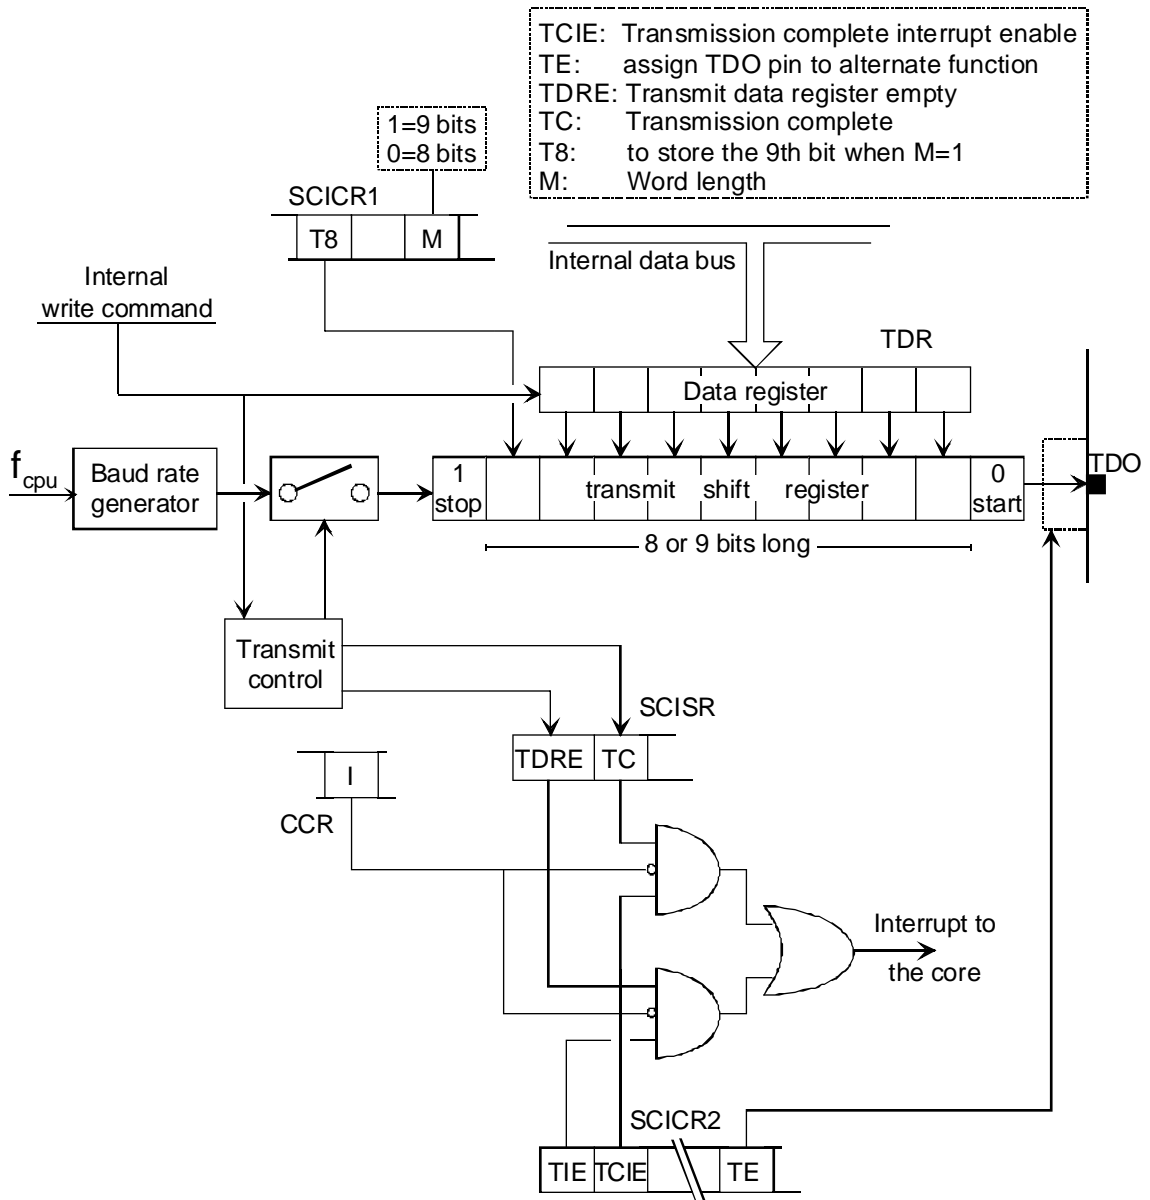 TCIE: Transmission complete interrupt enable
TE: assign TDO pin to alternate function
TDRE: Transmit data register empty
TC: Transmission complete
T8: to store the 9th bit when M=1
M: Word length
1=9 bits
0=8 bits
SCICR1
T8 M
Internal data bus
Internal
write command
TDR
Data register
fcpu
Baud rate
generator
1
stop
transmit shift register
0
start
TDO
8 or 9 bits long
Transmit
control
SCISR
TDRE TC
I
CCR
Interrupt to
the core
SCICR2
TIE TCIE TE